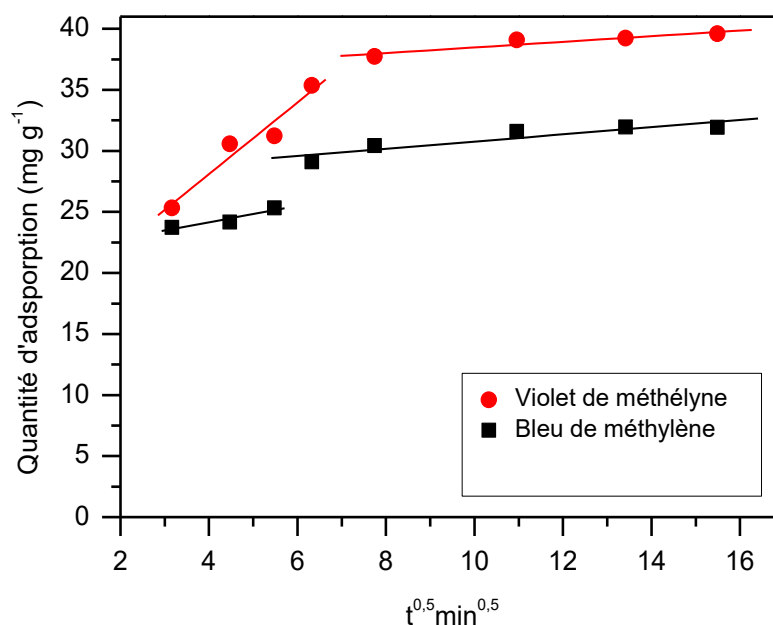 40
35
30
25
20
15
10
5
0
Quantité d'adsporption (mg g⁻¹)
Violet de méthélyne
Bleu de méthylène
2 4 6 8 10 12 14 16
t⁰,⁵min⁰,⁵